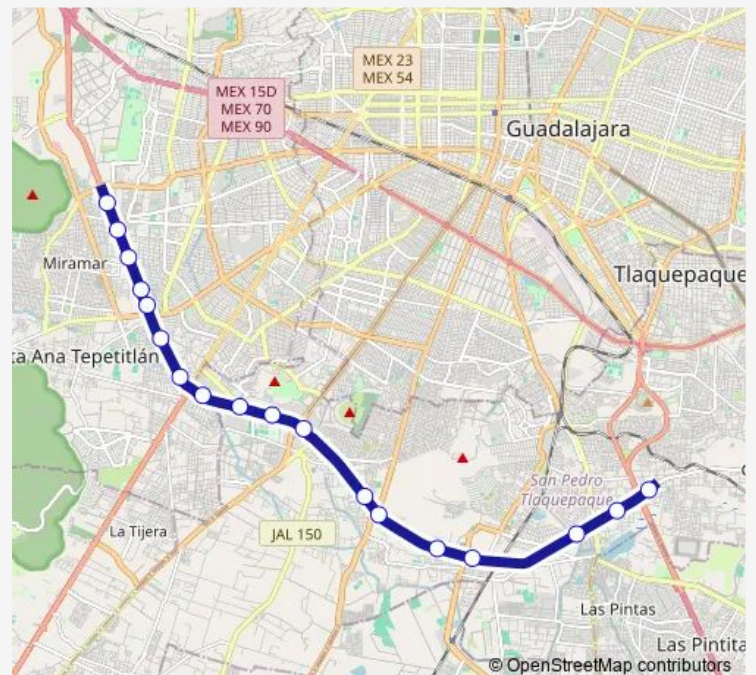 MEX 23
MEX 54
MEX 15D
MEX 70
MEX 90
Guadalajara
Miramar
Tlaquepaque
ta Ana Tepetitlán
San Pedro
Tlaquepaque
La Tijera
JAL 150
Las Pintas
Las Pintita
© OpenStreetMap contributors